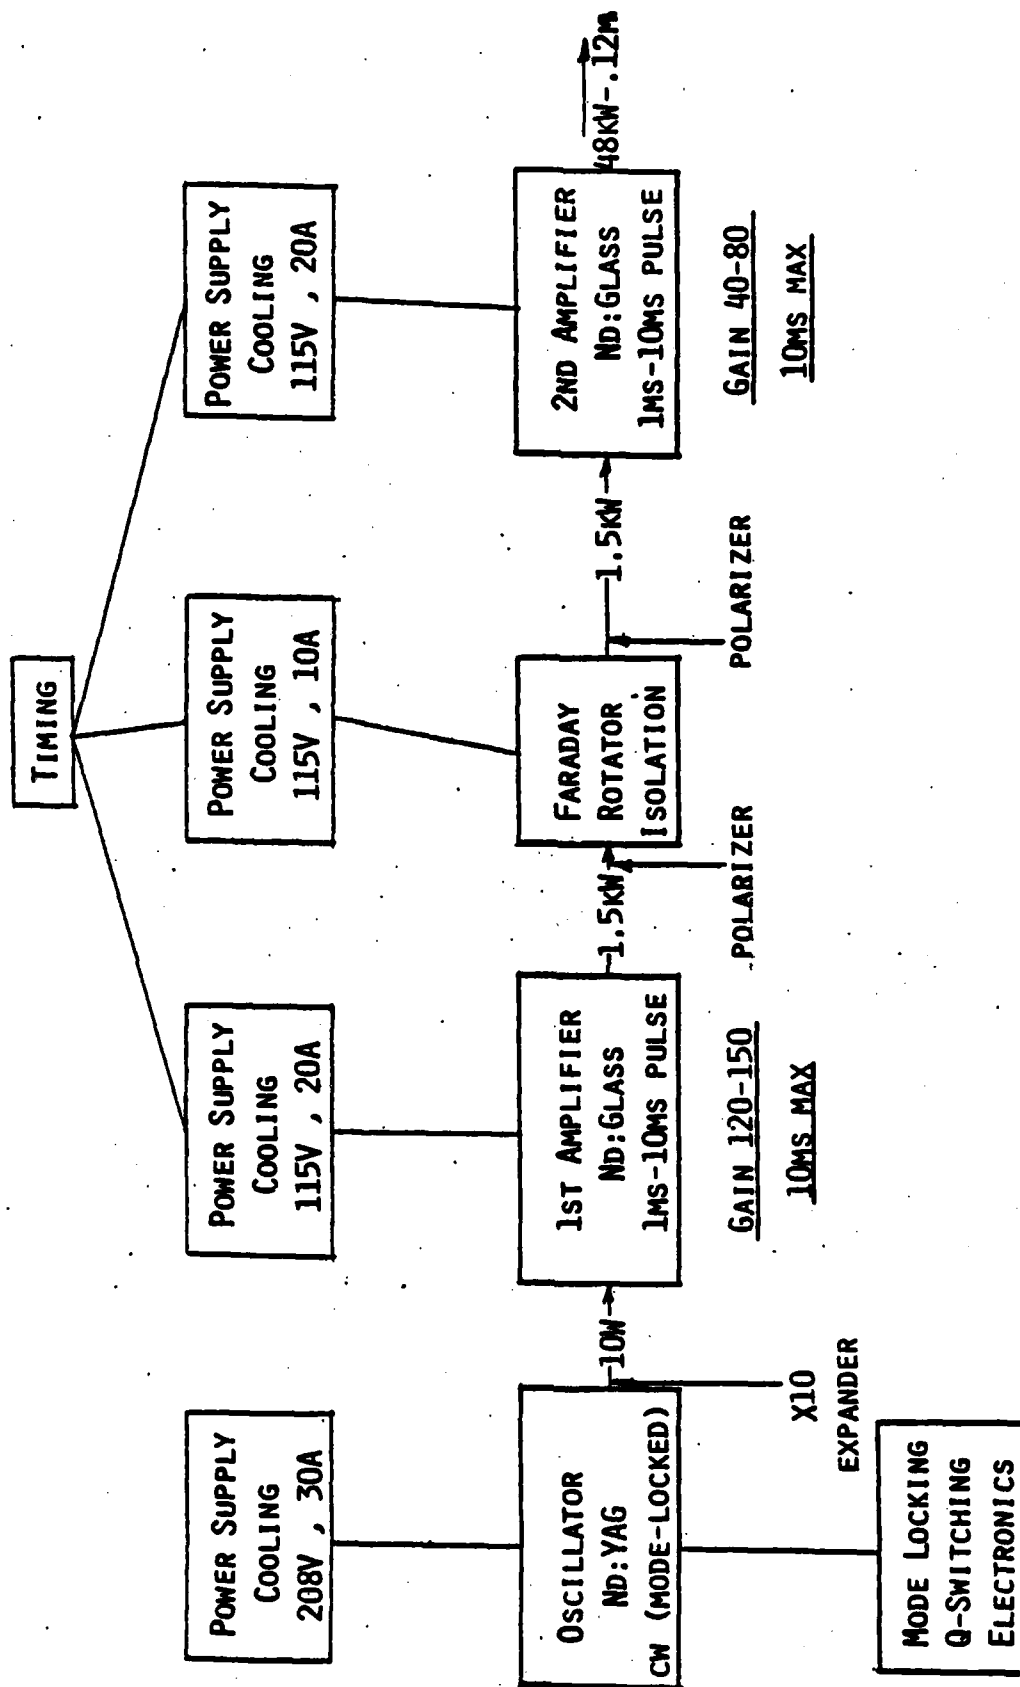 TIMING
POWER SUPPLY
COOLING
208V , 30A
POWER SUPPLY
COOLING
115V , 20A
POWER SUPPLY
COOLING
115V , 10A
POWER SUPPLY
COOLING
115V , 20A
OSCILLATOR
ND:YAG
CW (MODE-LOCKED)
10W
1ST AMPLIFIER
ND:GLASS
1MS-10MS PULSE
1.5KW
FARADAY
ROTATOR
ISOLATION
1.5KW
2ND AMPLIFIER
ND:GLASS
1MS-10MS PULSE
48KW-.12M
X10
EXPANDER
GAIN 120-150
10MS MAX
POLARIZER
POLARIZER
GAIN 40-80
10MS MAX
MODE LOCKING
Q-SWITCHING
ELECTRONICS